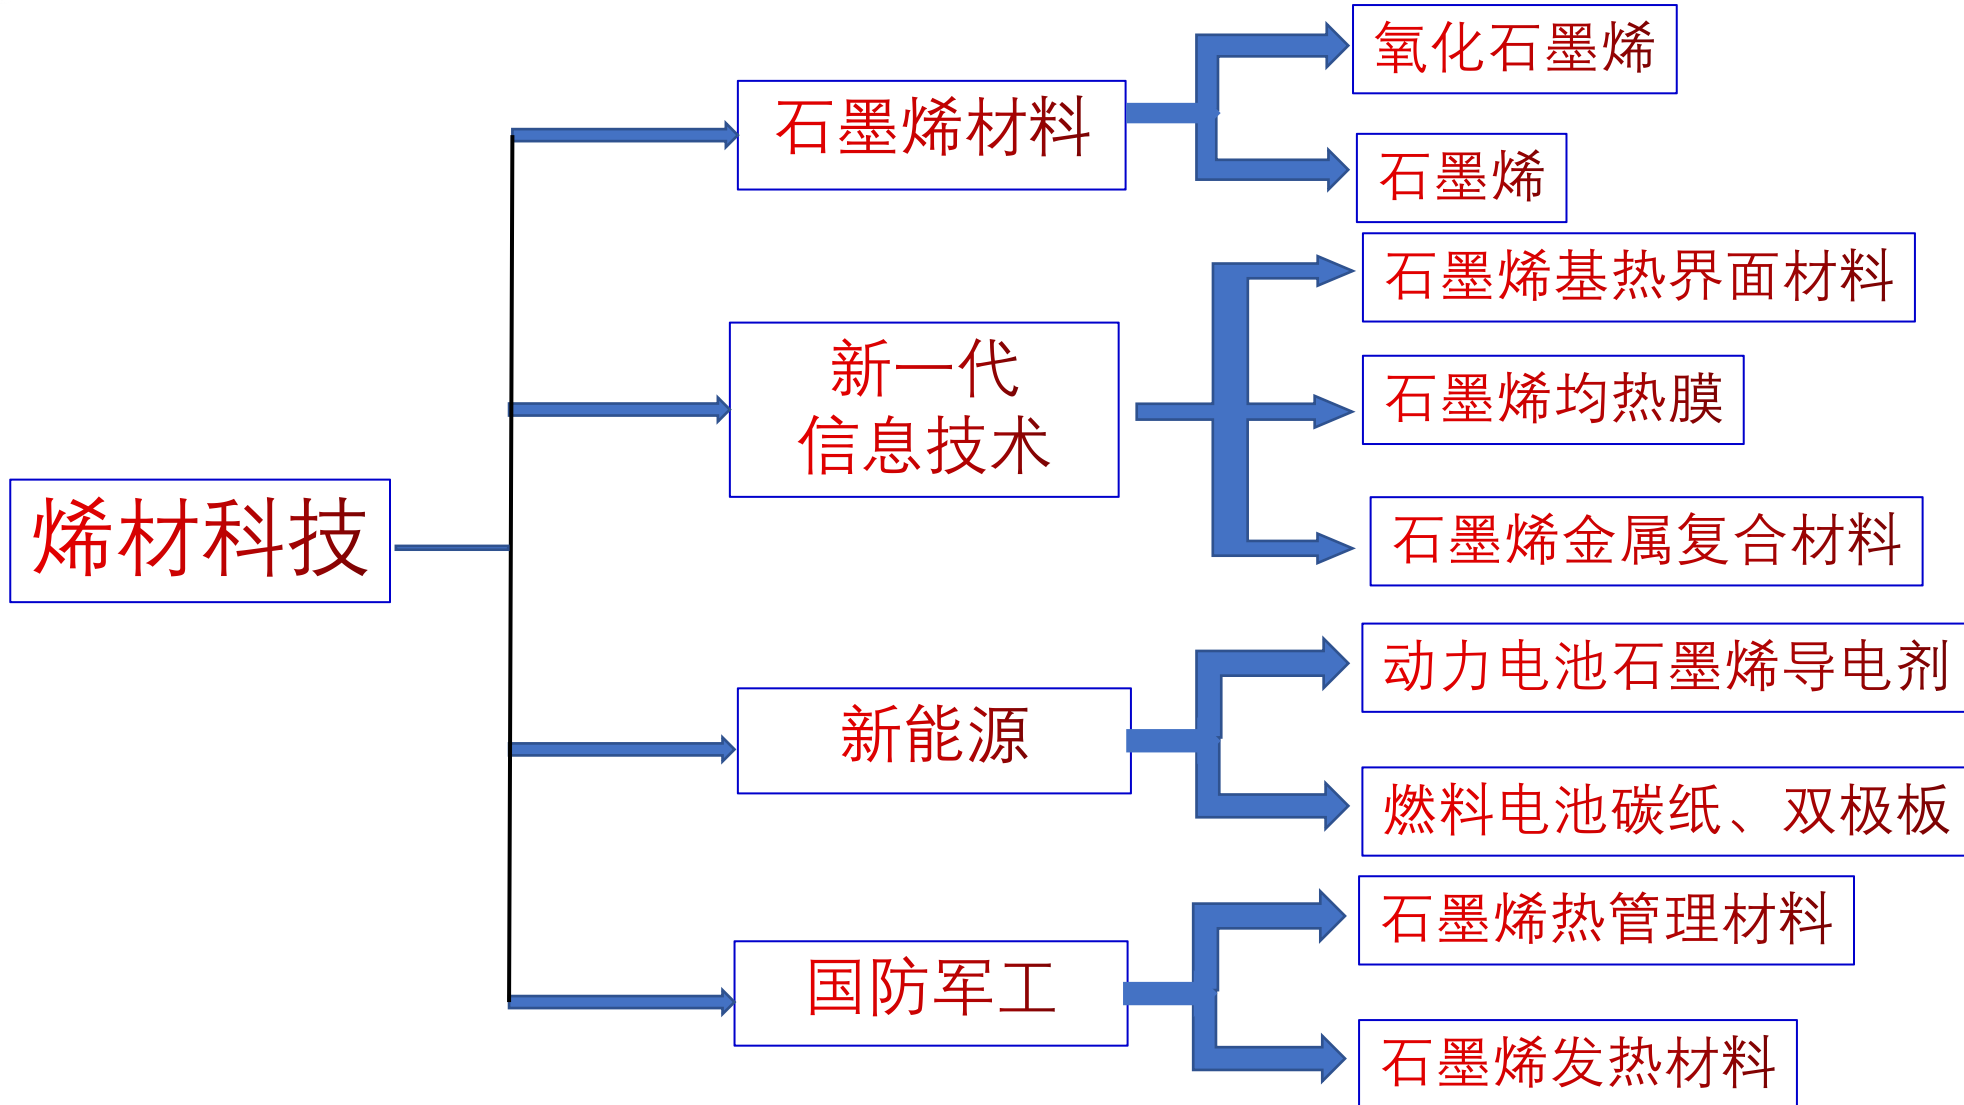 烯材科技
石墨烯材料
氧化石墨烯
石墨烯
新一代
信息技术
石墨烯基热界面材料
石墨烯均热膜
石墨烯金属复合材料
新能源
动力电池石墨烯导电剂
燃料电池碳纸、双极板
国防军工
石墨烯热管理材料
石墨烯发热材料